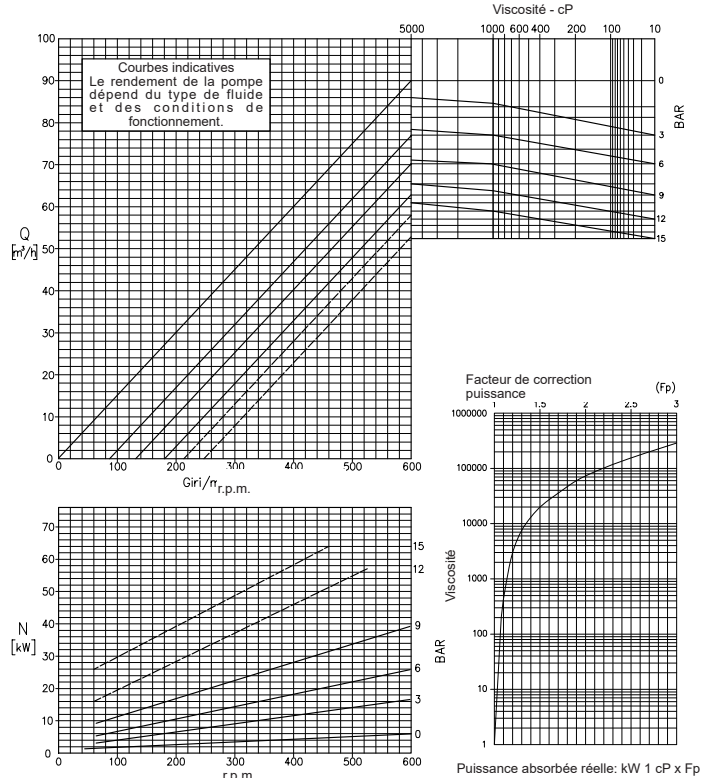 Viscosité - cP
5000 1000 600 400 200 100 10
100
90
80
70
60
50
40
30
20
10
0
Courbes indicatives
Le rendement de la pompe
dépend du type de fluide
et des conditions de
fonctionnement.
Q
[m³/h]
0
3
6
9
12
15
BAR
0 100 200 300 400 500 600
Giri/m r.p.m.
Facteur de correction
puissance
(Fp)
1 1.5 2 2.5 3
1000000
100000
10000
1000
100
10
1
Viscosité
70
60
50
40
30
20
10
0
N
[kW]
15
12
9
6
3
0
BAR
0 100 200 300 400 500 600
r.p.m.
Puissance absorbée réelle: kW 1 cP x Fp